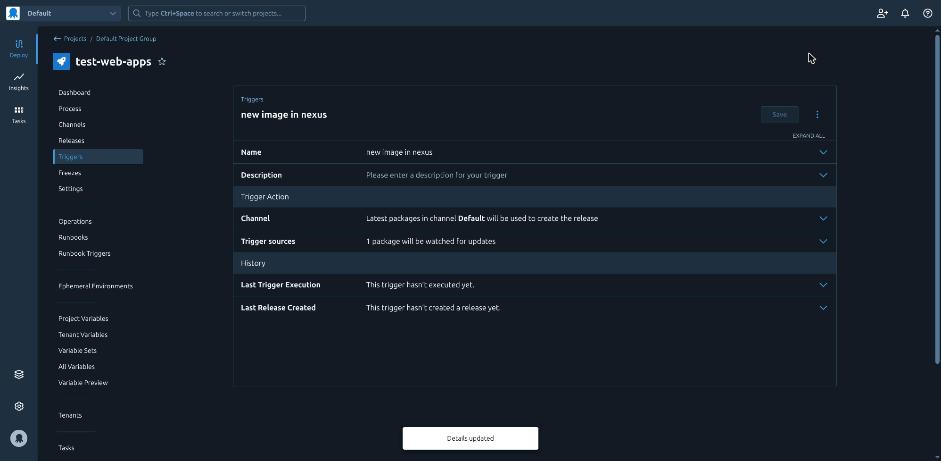 Default
Type Ctrl+Space to search or switch projects...
Projects / Default Project Group
test-web-apps
Deploy
Insights
Tasks
Dashboard
Process
Channels
Releases
Triggers
Freezes
Settings
Operations
Runbooks
Runbook Triggers
Ephemeral Environments
Project Variables
Tenant Variables
Variable Sets
All Variables
Variable Preview
Tenants
Tasks
Triggers
new image in nexus
Save
EXPAND ALL
Name new image in nexus
Description Please enter a description for your trigger
Trigger Action
Channel Latest packages in channel Default will be used to create the release
Trigger sources 1 package will be watched for updates
History
Last Trigger Execution This trigger hasn't executed yet.
Last Release Created This trigger hasn't created a release yet.
Details updated